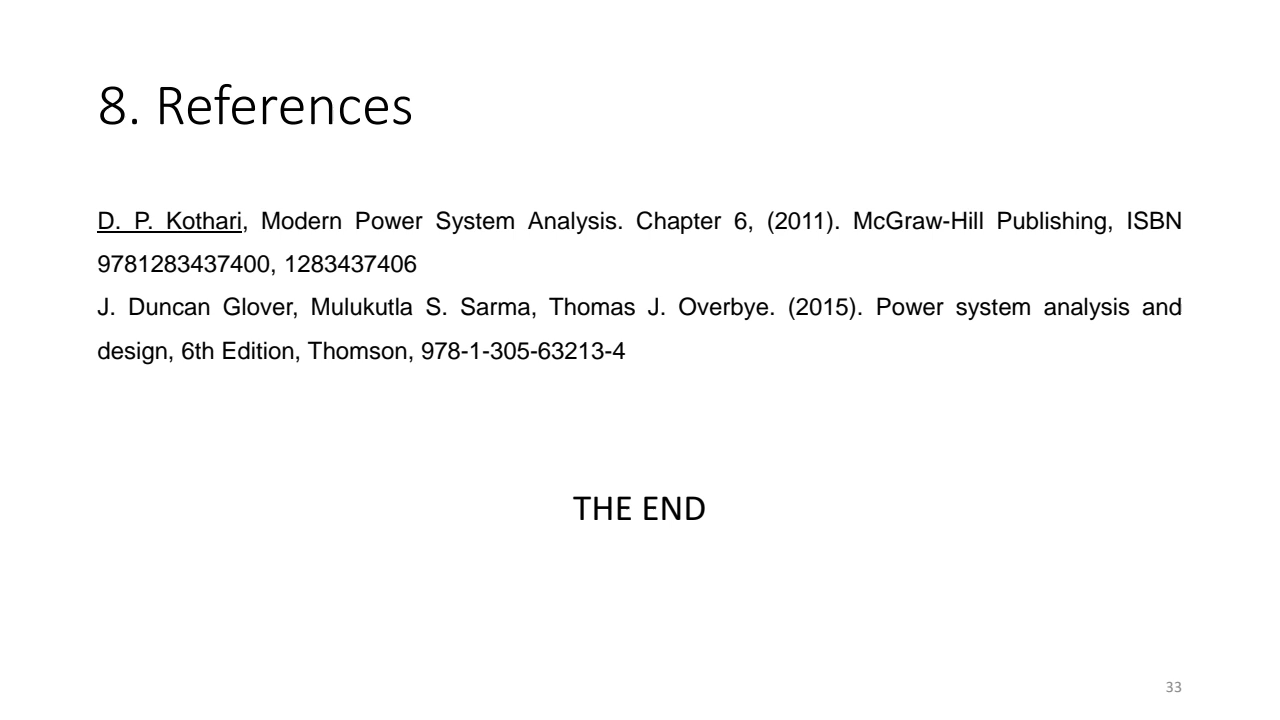 8. References
D. P. Kothari, Modern Power System Analysis. Chapter 6, (2011). McGraw-Hill Publishing, ISBN
9781283437400, 1283437406
J. Duncan Glover, Mulukutla S. Sarma, Thomas J. Overbye. (2015). Power system analysis and
design, 6th Edition, Thomson, 978-1-305-63213-4
THE END
33